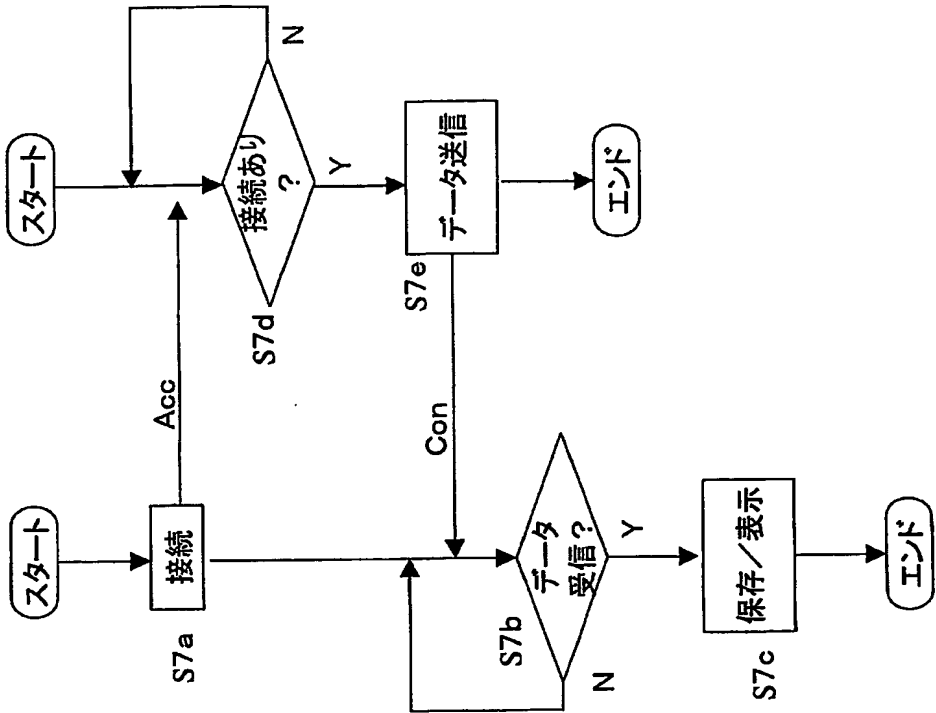 スタート
S7a
接続
Acc
S7b
データ
受信?
N
Y
S7c
保存／表示
エンド
スタート
S7d
接続あり
?
N
Y
S7e
データ送信
Con
エンド